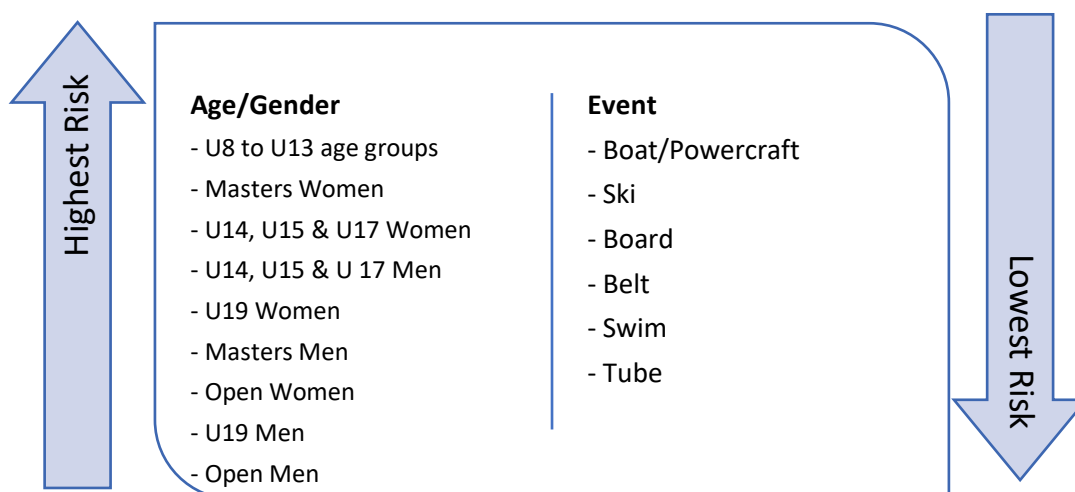 Highest Risk
Age/Gender
- U8 to U13 age groups
- Masters Women
- U14, U15 & U17 Women
- U14, U15 & U 17 Men
- U19 Women
- Masters Men
- Open Women
- U19 Men
- Open Men
Event
- Boat/Powercraft
- Ski
- Board
- Belt
- Swim
- Tube
Lowest Risk